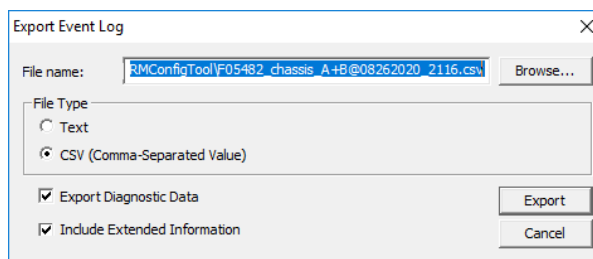 Export Event Log
File name: RMConfigTool\F05482_chassis_A+B@08262020_2116.csv Browse...
File Type
Text
CSV (Comma-Separated Value)
Export Diagnostic Data Export
Include Extended Information Cancel